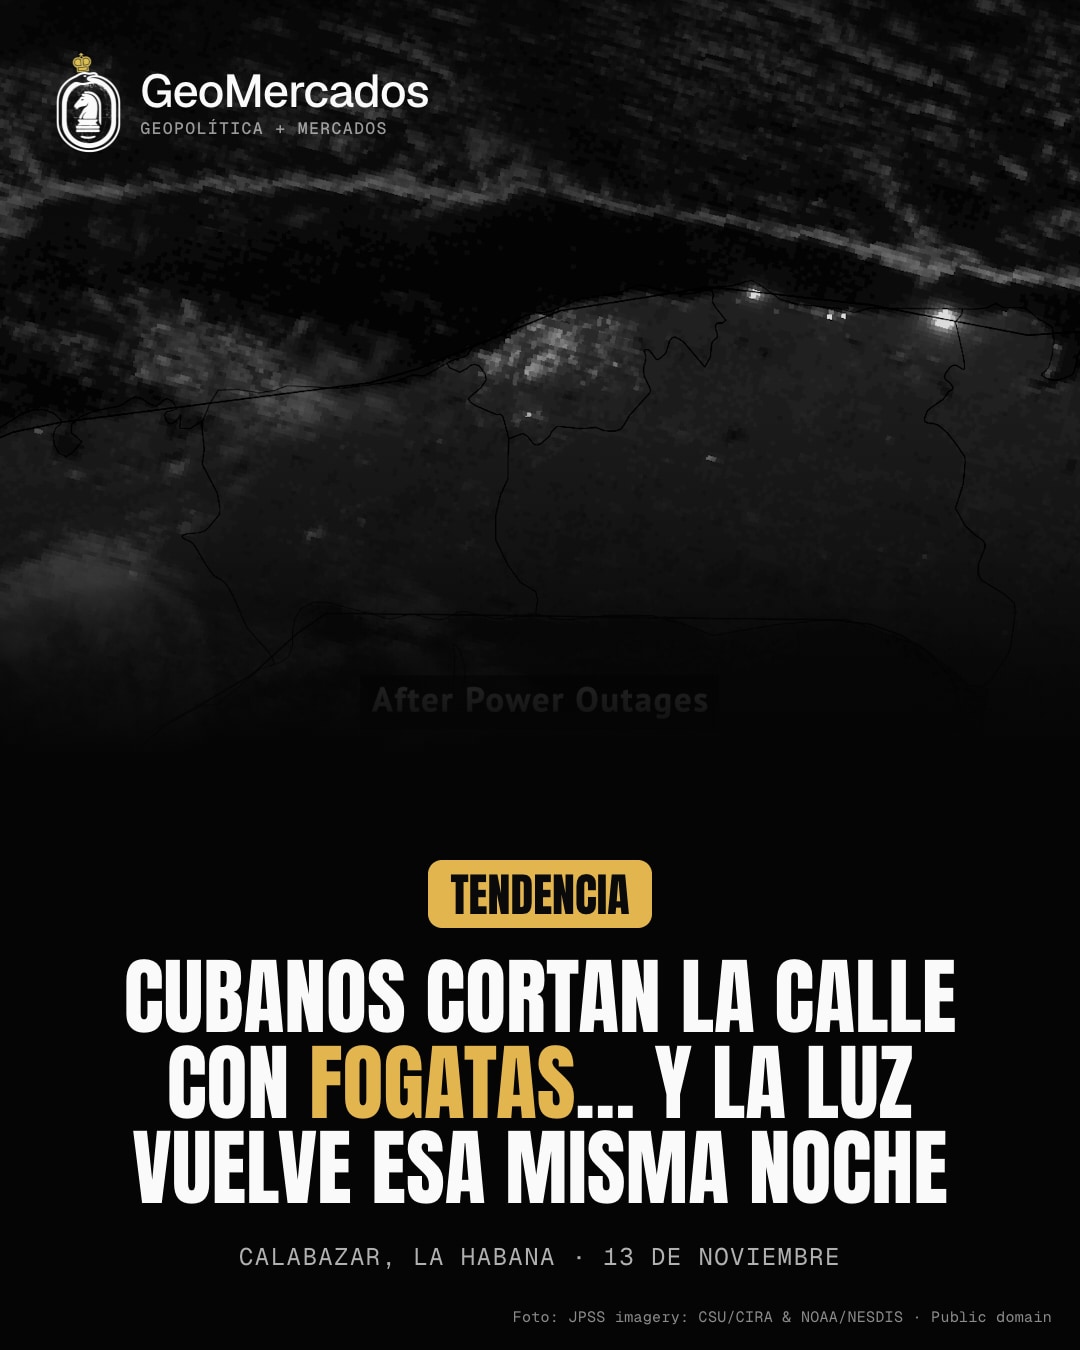 GeoMercados
GEOPOLÍTICA + MERCADOS
After Power Outages
TENDENCIA
CUBANOS CORTAN LA CALLE
CON FOGATAS... Y LA LUZ
VUELVE ESA MISMA NOCHE
CALABAZAR, LA HABANA · 13 DE NOVIEMBRE
Foto: JPSS imagery: CSU/CIRA & NOAA/NESDIS · Public domain